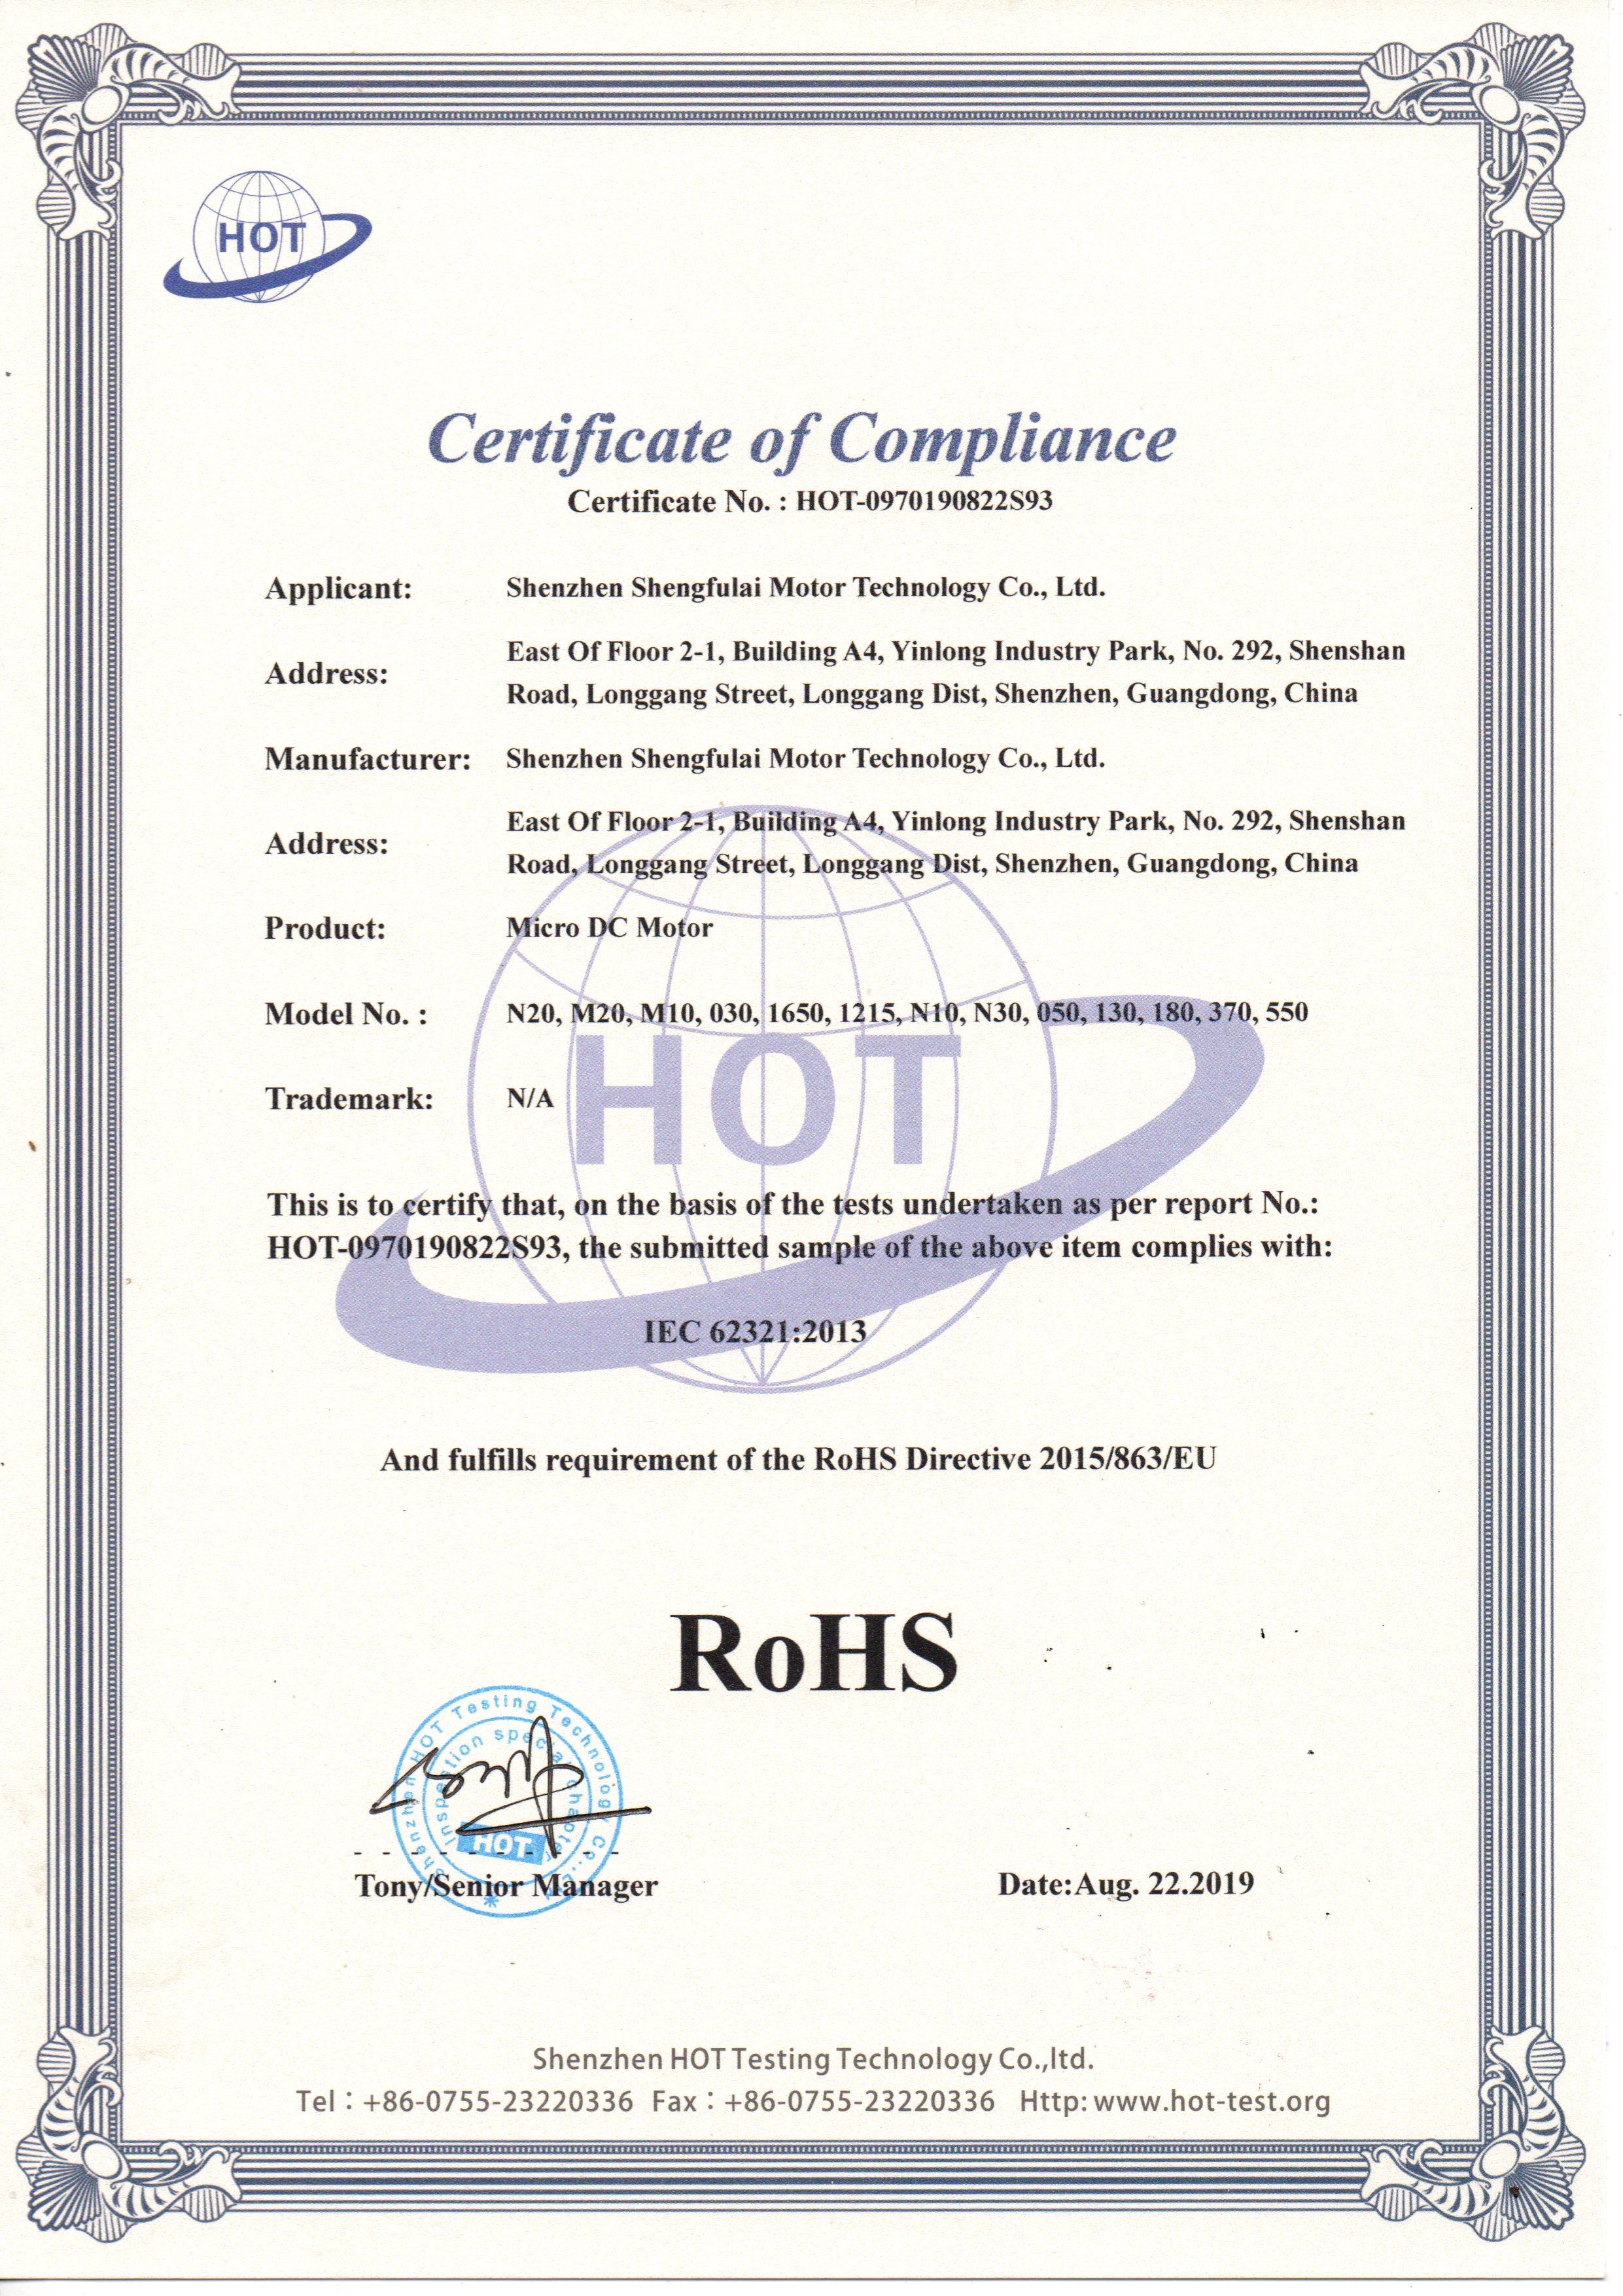 HOT
Certificate of Compliance
Certificate No. : HOT-0970190822S93
Applicant: Shenzhen Shengfulai Motor Technology Co., Ltd.
Address: East Of Floor 2-1, Building A4, Yinlong Industry Park, No. 292, Shenshan
Road, Longgang Street, Longgang Dist, Shenzhen, Guangdong, China
Manufacturer: Shenzhen Shengfulai Motor Technology Co., Ltd.
Address: East Of Floor 2-1, Building A4, Yinlong Industry Park, No. 292, Shenshan
Road, Longgang Street, Longgang Dist, Shenzhen, Guangdong, China
Product: Micro DC Motor
Model No. : N20, M20, M10, 030, 1650, 1215, N10, N30, 050, 130, 180, 370, 550
HOT
Trademark: N/A
This is to certify that, on the basis of the tests undertaken as per report No.:
HOT-0970190822S93, the submitted sample of the above item complies with:
IEC 62321:2013
And fulfills requirement of the RoHS Directive 2015/863/EU
RoHS
Shenzhen HOT Testing Technology Co.,
Inspection special
HOT
Tony/Senior Manager
Date:Aug. 22.2019
Shenzhen HOT Testing Technology Co.,ltd.
Tel : +86-0755-23220336 Fax : +86-0755-23220336 Http: www.hot-test.org